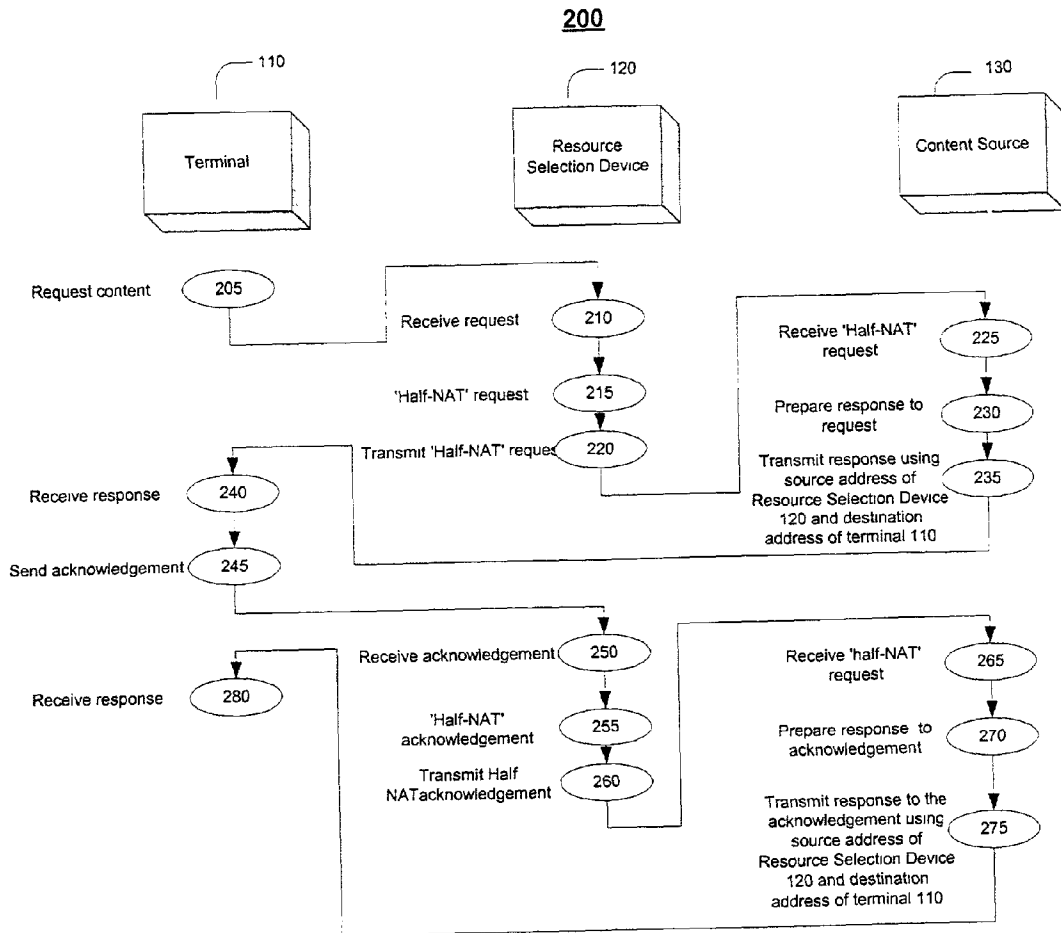 200
110
120
130
Terminal
Resource
Selection Device
Content Source
Request content
205
Receive request
210
Receive 'Half-NAT'
request
225
'Half-NAT' request
215
Prepare response to
request
230
Transmit 'Half-NAT' reques
220
Transmit response using
source address of
Resource Selection Device
120 and destination
address of terminal 110
235
Receive response
240
Send acknowledgement
245
Receive acknowledgement
250
Receive 'half-NAT'
request
265
Receive response
280
'Half-NAT'
acknowledgement
255
Prepare response to
acknowledgement
270
Transmit Half
NATacknowledgement
260
Transmit response to the
acknowledgement using
source address of
Resource Selection Device
120 and destination
address of terminal 110
275